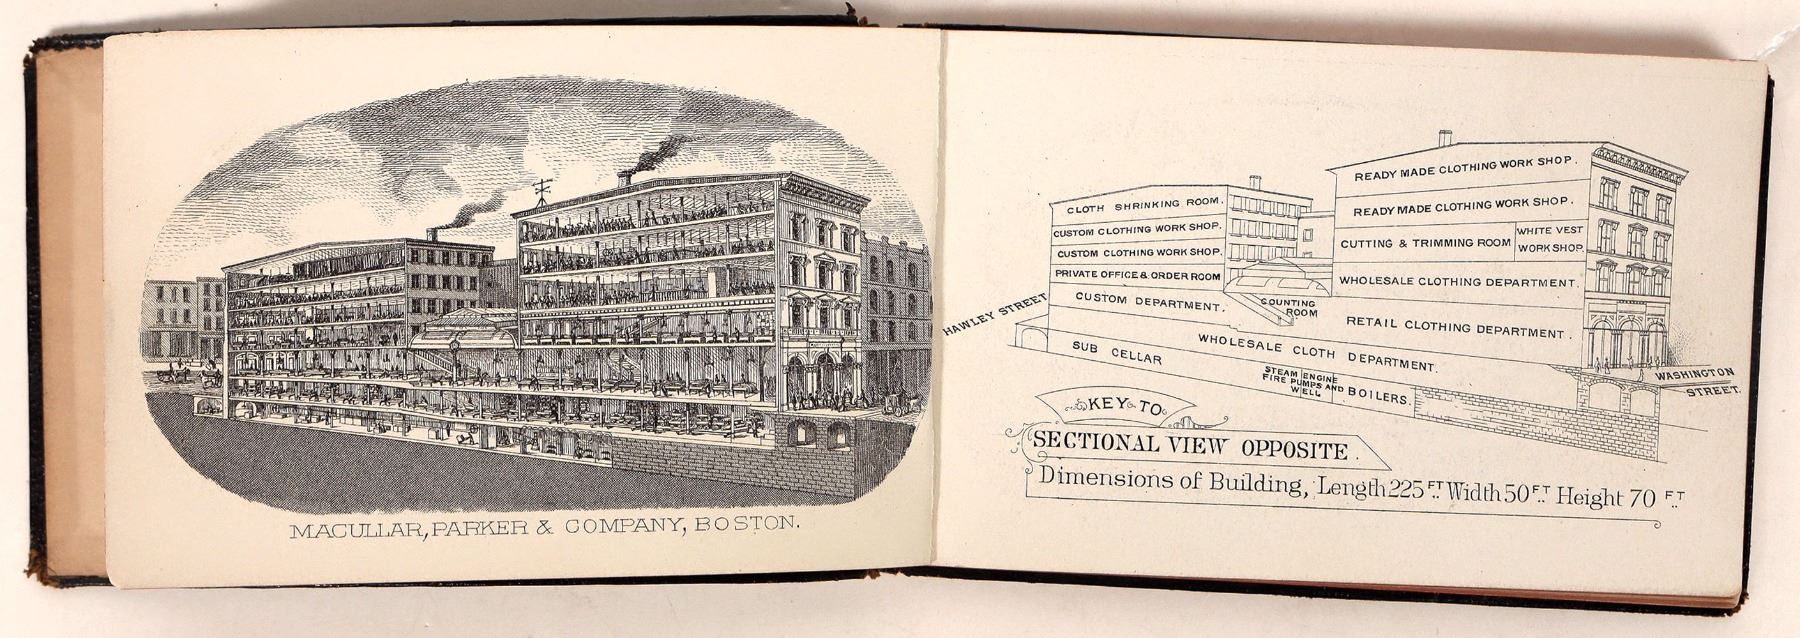 MACULLAR, PARKER & COMPANY, BOSTON.
READY MADE CLOTHING WORK SHOP.
READY MADE CLOTHING WORK SHOP.
CUTTING & TRIMMING ROOM
WHITE VEST
WORKSHOP.
WHOLESALE CLOTHING DEPARTMENT.
RETAIL CLOTHING DEPARTMENT.
CLOTH SHRINKING ROOM.
CUSTOM CLOTHING WORK SHOP.
CUSTOM CLOTHING WORK SHOP.
PRIVATE OFFICE & ORDER ROOM
CUSTOM DEPARTMENT.
COUNTING
ROOM
HAWLEY STREET
WHOLESALE CLOTH DEPARTMENT.
SUB CELLAR
STEAM ENGINE
FIRE PUMPS AND
WELL
BOILERS.
WASHINGTON
STREET.
KEY TO
SECTIONAL VIEW OPPOSITE.
Dimensions of Building, Length 225 FT. Width 50 FT. Height 70 FT.